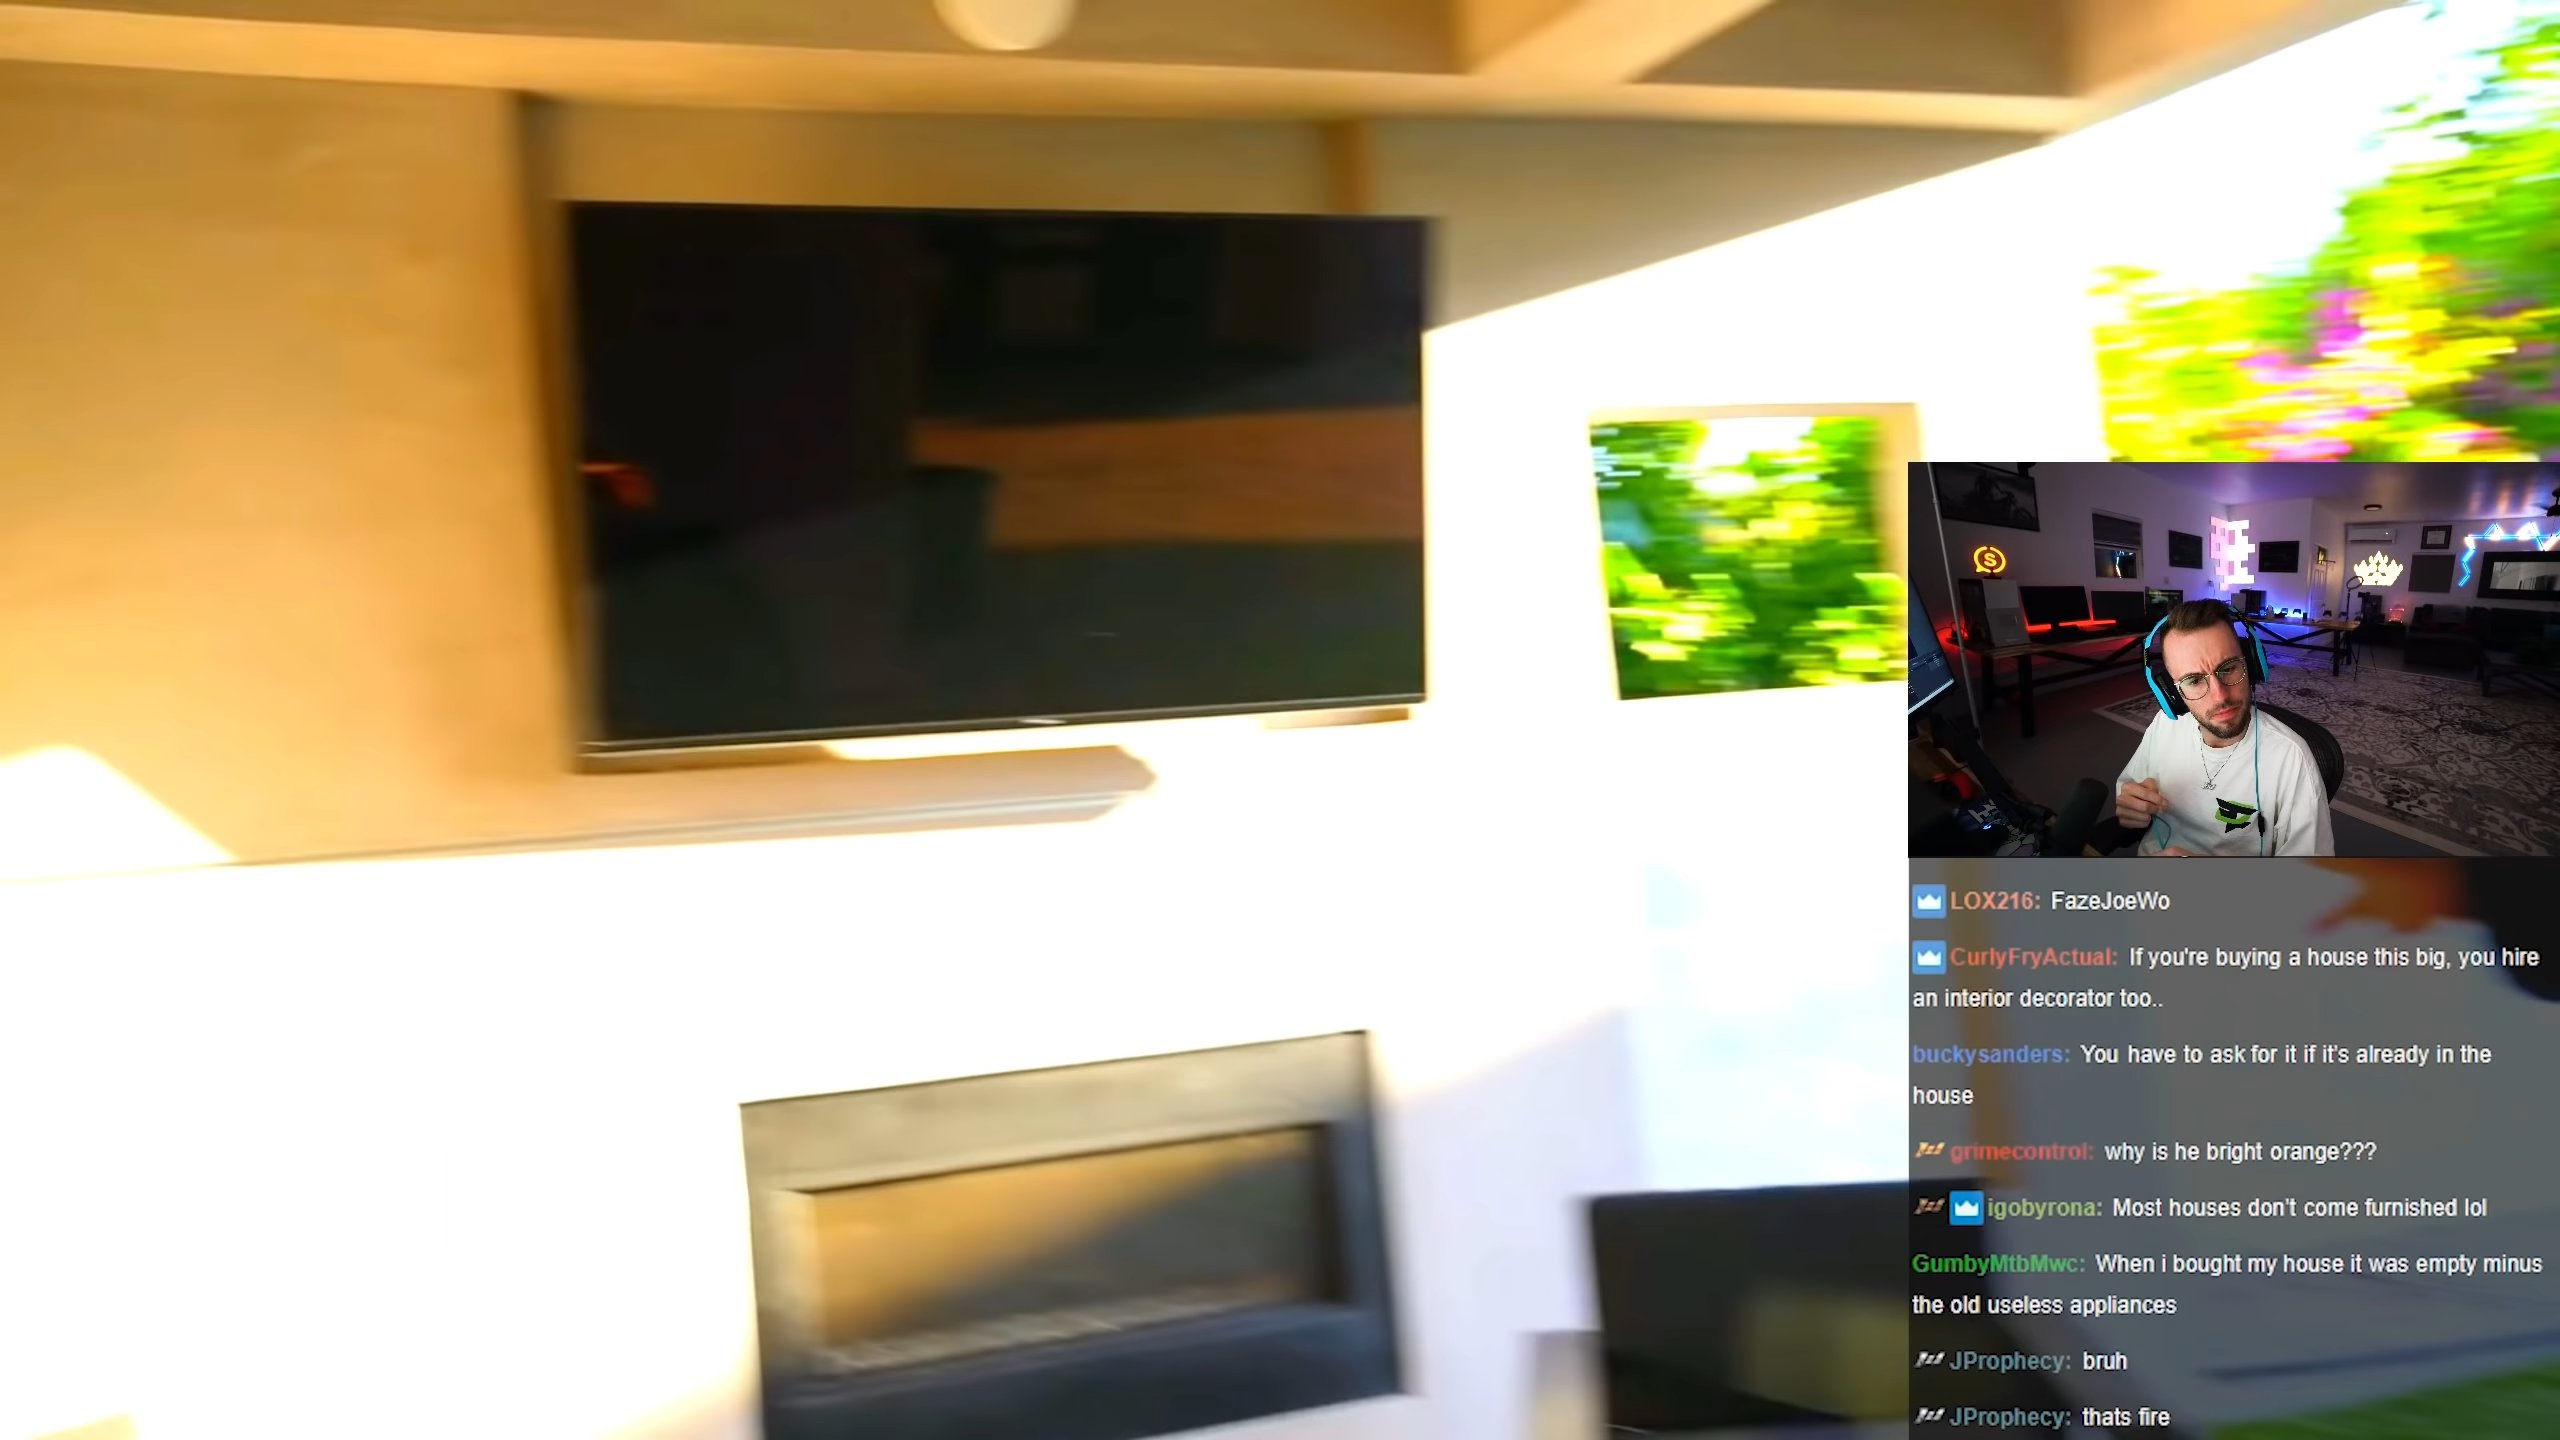 LOX216: FazeJoeWo
CurlyFryActual: If you're buying a house this big, you hire
an interior decorator too..
buckysanders: You have to ask for it if it's already in the
house
grimecontrol: why is he bright orange???
igobyrona: Most houses don't come furnished lol
GumbyMtbMwc: When i bought my house it was empty minus
the old useless appliances
JProphecy: bruh
JProphecy: thats fire